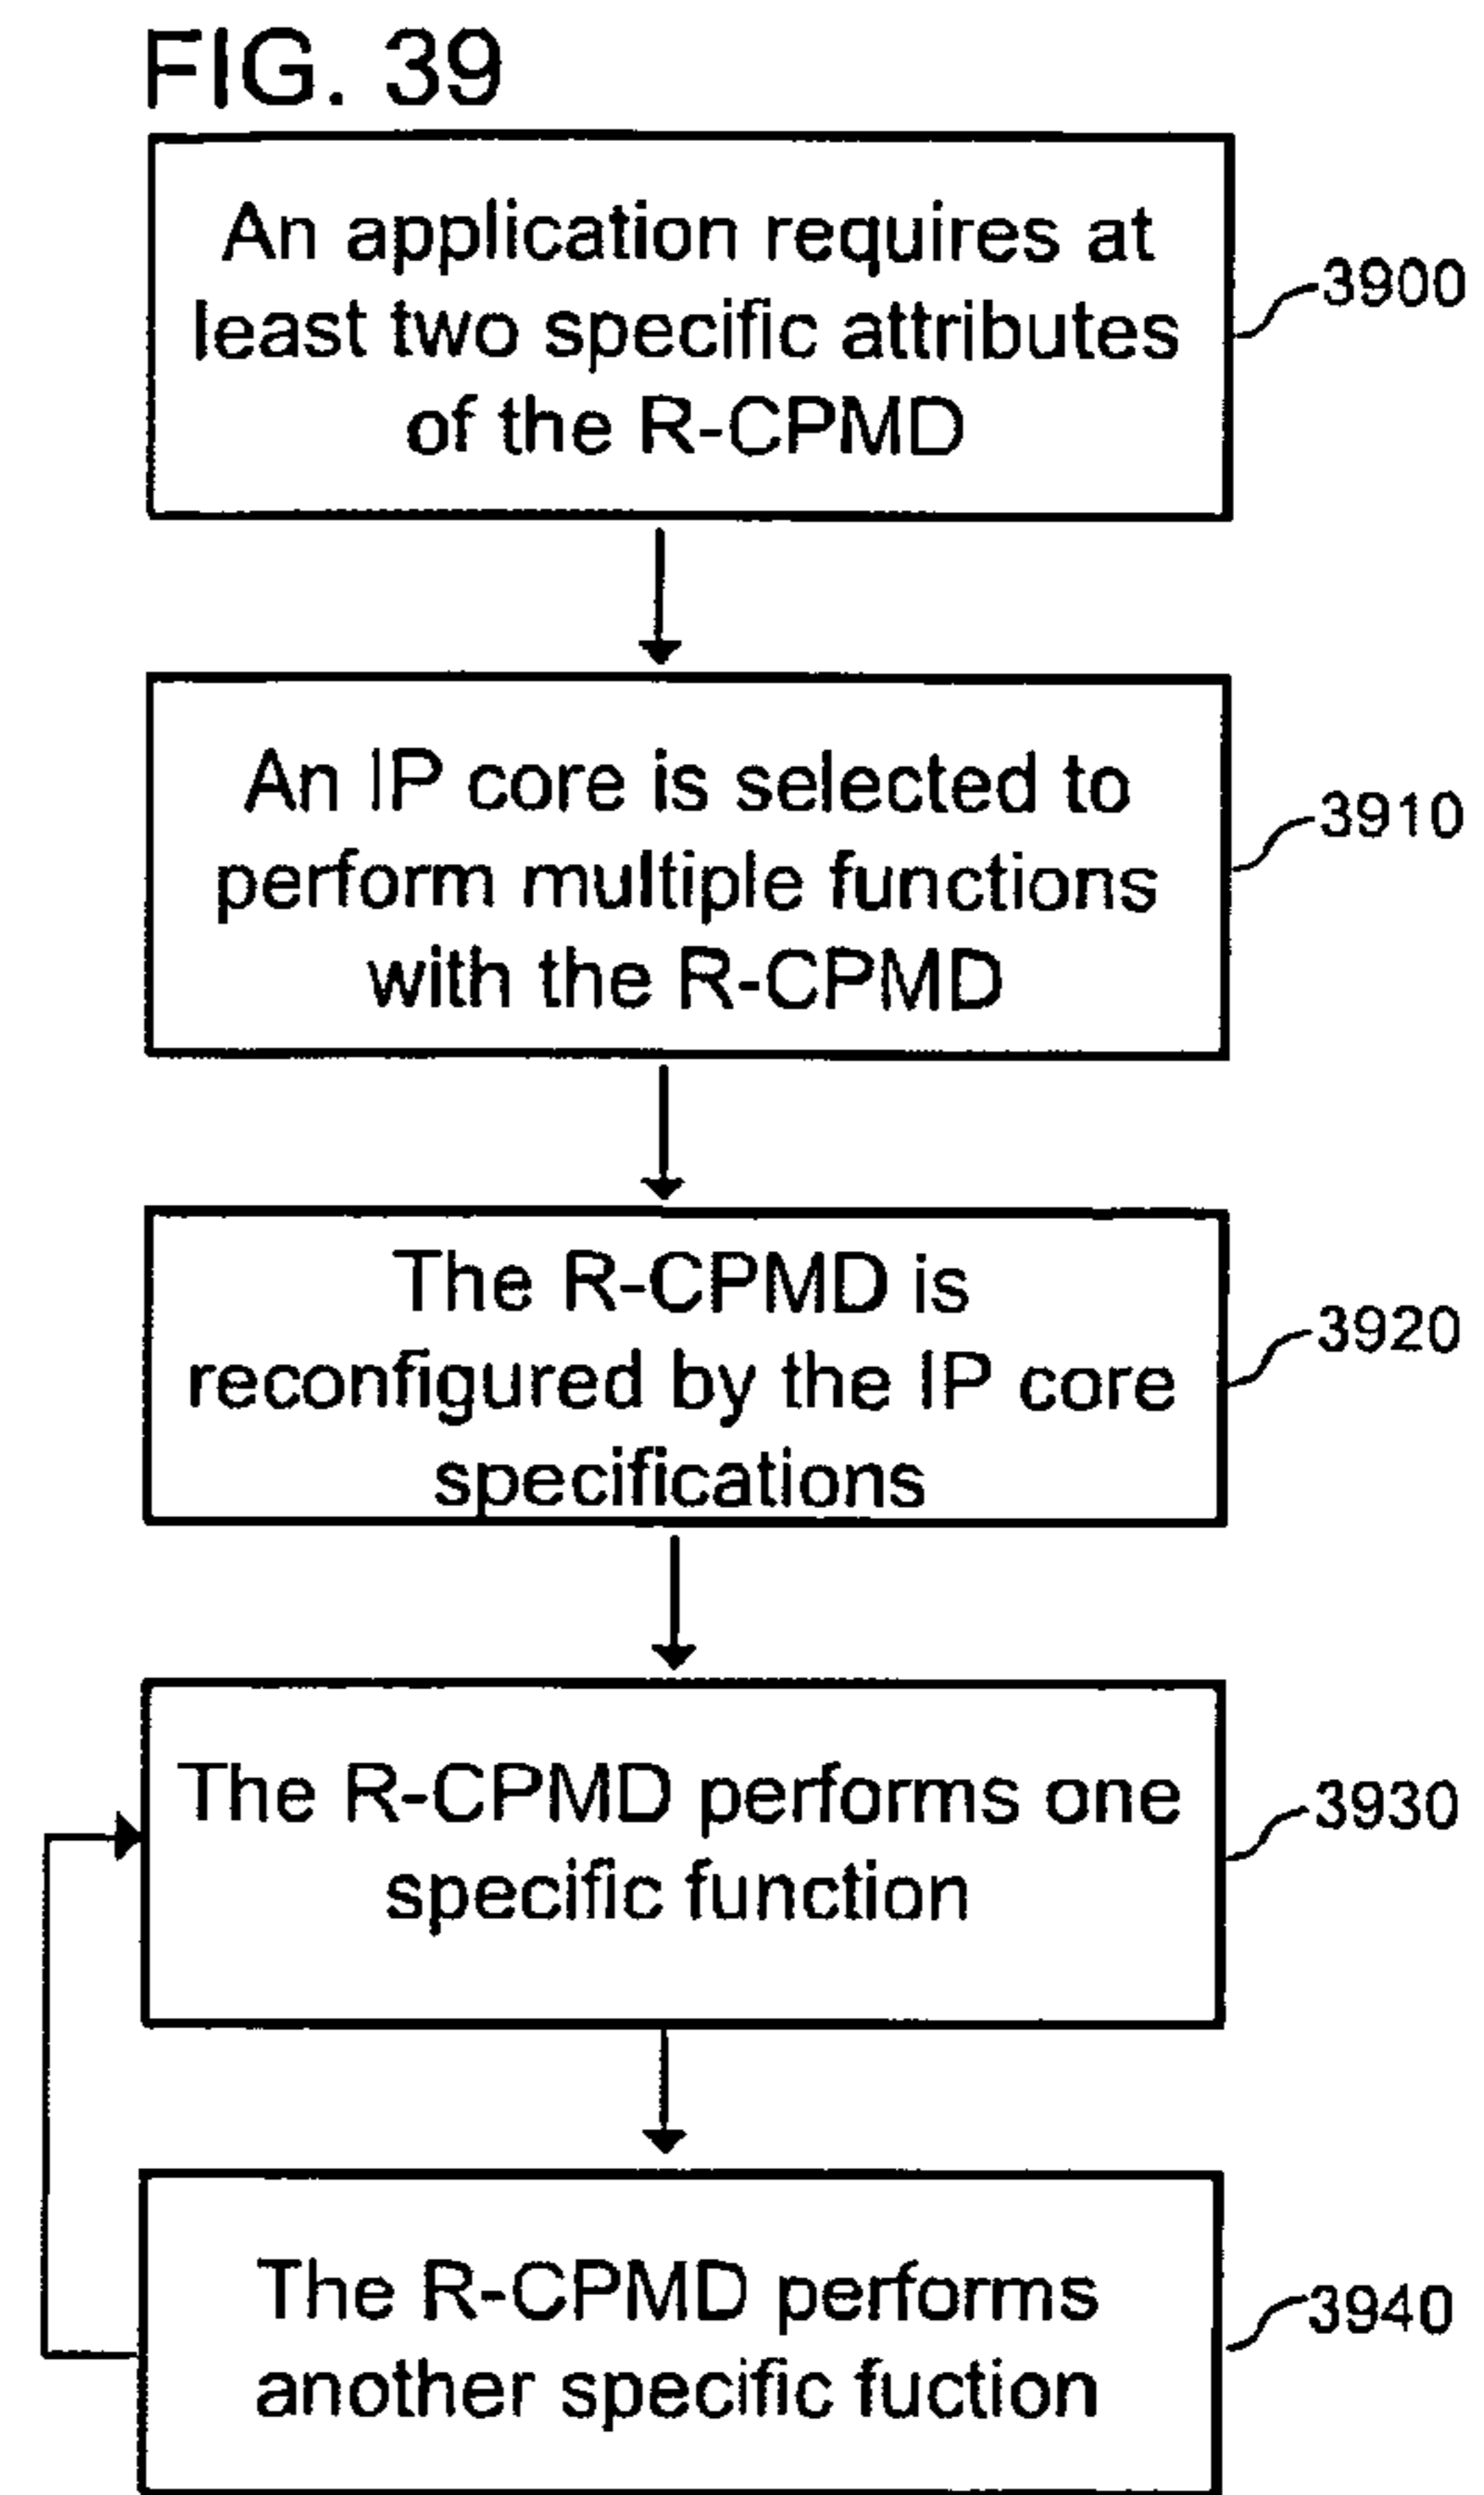 FIG. 39
An application requires at
least two specific attributes
of the R-CPMD
3900
An IP core is selected to
perform multiple functions
with the R-CPMD
3910
The R-CPMD is
reconfigured by the IP core
specifications
3920
The R-CPMD performs one
specific function
3930
The R-CPMD performs
another specific fuction
3940